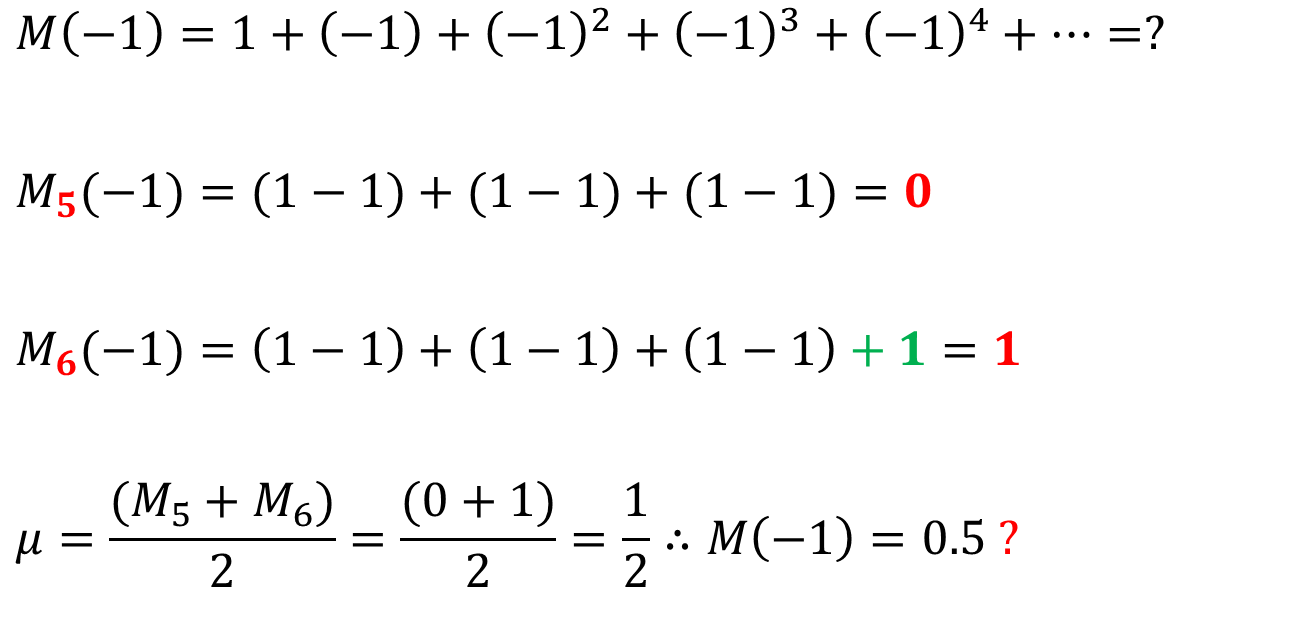 M(−1) = 1 + (−1) + (−1)² + (−1)³ + (−1)⁴ + ⋯ =?
M₅(−1) = (1 − 1) + (1 − 1) + (1 − 1) = 0
M₆(−1) = (1 − 1) + (1 − 1) + (1 − 1) + 1 = 1
μ = (M₅ + M₆)/2 = (0 + 1)/2 = 1/2 ∴ M(−1) = 0.5 ?